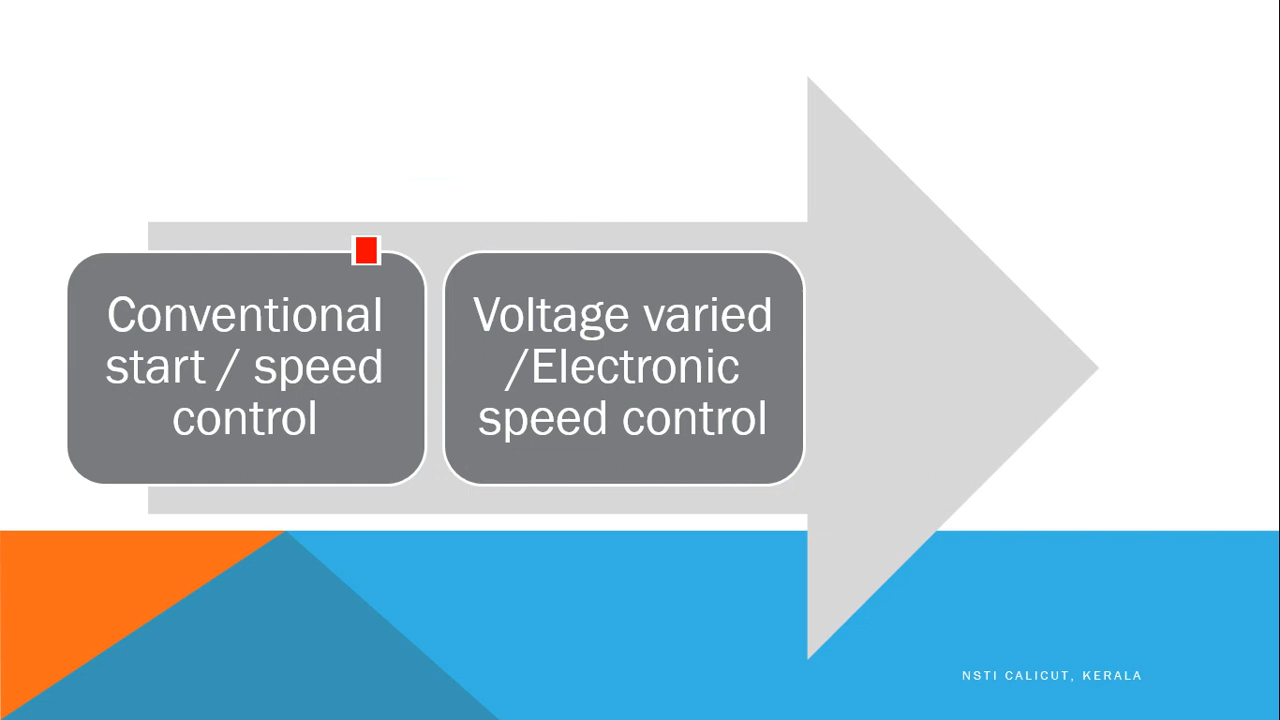 Conventional
start / speed
control
Voltage varied
/Electronic
speed control
NSTI CALICUT, KERALA